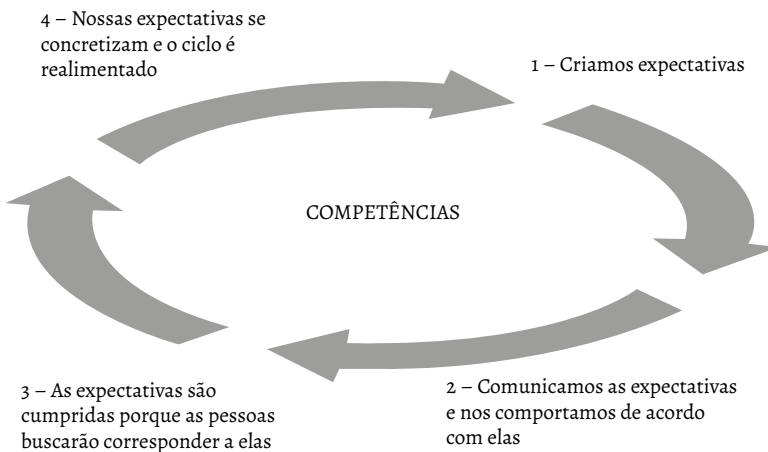 4 – Nossas expectativas se
concretizam e o ciclo é
realimentado
1 – Criamos expectativas
COMPETÊNCIAS
3 – As expectativas são
cumpridas porque as pessoas
buscarão corresponder a elas
2 – Comunicamos as expectativas
e nos comportamos de acordo
com elas